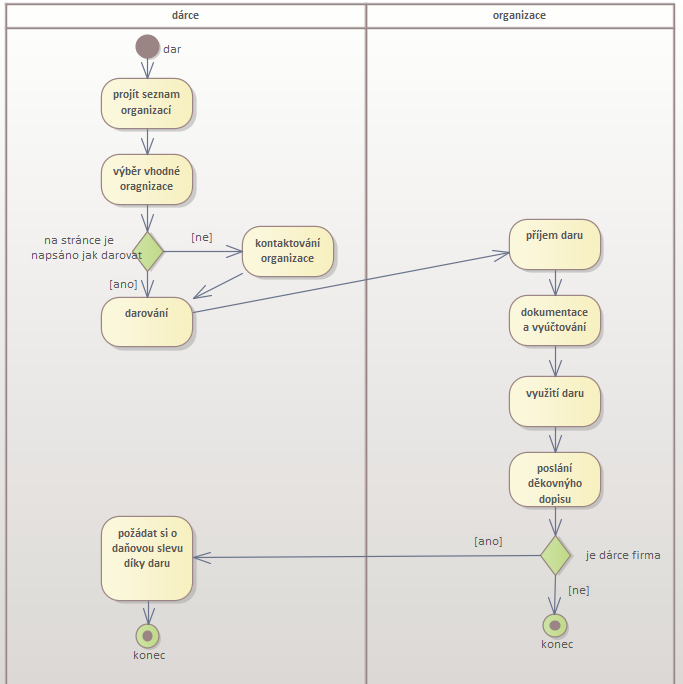 dárce
organizace
dar
projít seznam
organizací
výběr vhodné
oragnizace
na stránce je
napsáno jak darovat
[ne]
kontaktování
organizace
[ano]
darování
příjem daru
dokumentace
a vyúčtování
využití daru
poslání
děkovnýho
dopisu
je dárce firma
[ano]
[ne]
požádat si o
daňovou slevu
díky daru
konec
konec